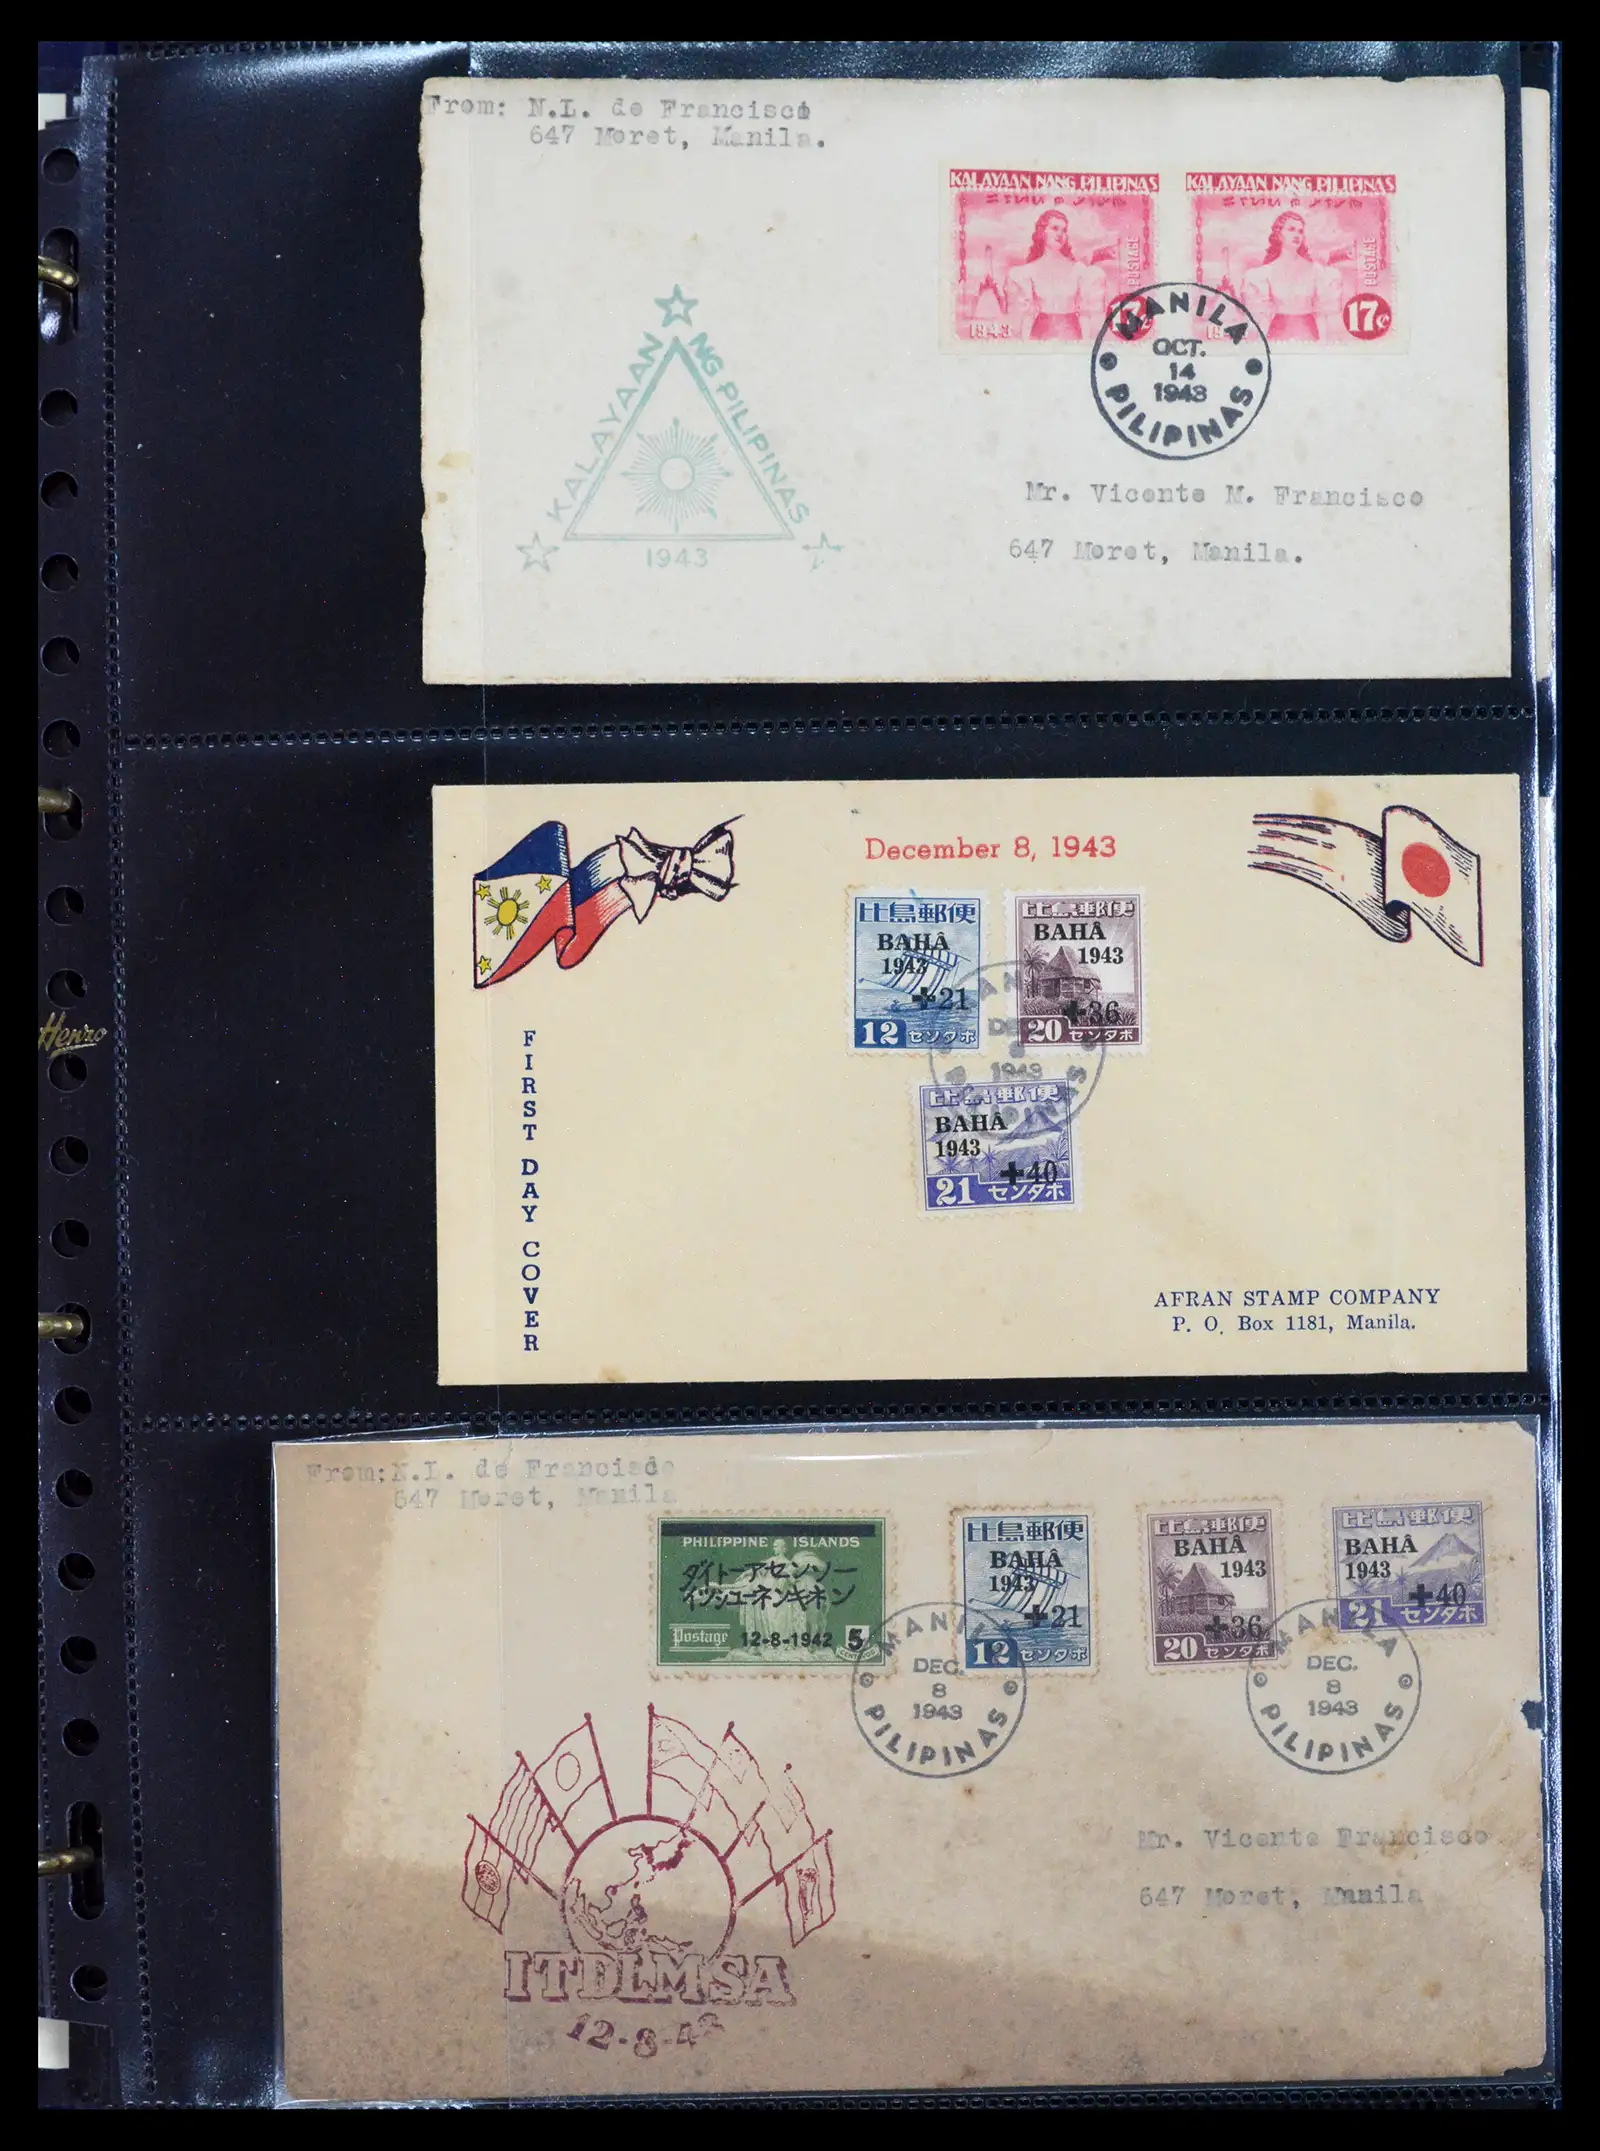 From: N.L. de Francisco
647 Moret, Manila.
KALAYAAN NANG PILIPINAS
POSTAGE
1943
KALAYAAN NANG PILIPINAS
POSTAGE
17¢
MANILA
OCT.
14
1943
PILIPINAS
KALAYAAN NG PILIPINAS
1943
Mr. Vicente M. Francisco
647 Moret, Manila.
December 8, 1943
比島郵便
BAHÂ
1943
+21
12 センタボ
比島郵便
BAHÂ
1943
+36
20 センタボ
1943
比島郵便
BAHÂ
1943
+40
21 センタボ
Henzo
FIRST DAY COVER
AFRAN STAMP COMPANY
P. O. Box 1181, Manila.
From: N.L. de Francisco
647 Moret, Manila
PHILIPPINE ISLANDS
ダイトーアセンソー
イッシューネンキネン
Postage 12-8-1942 5
CENTAVOS
比島郵便
BAHÂ
1943
+21
12 センタボ
比島郵便
BAHÂ
1943
+36
20 センタボ
比島郵便
BAHÂ
1943
+40
21 センタボ
MANILA
DEC.
8
1943
PILIPINAS
MANILA
DEC.
8
1943
PILIPINAS
ITDLMSA
12-8-43
Mr. Vicente Francisco
647 Moret, Manila